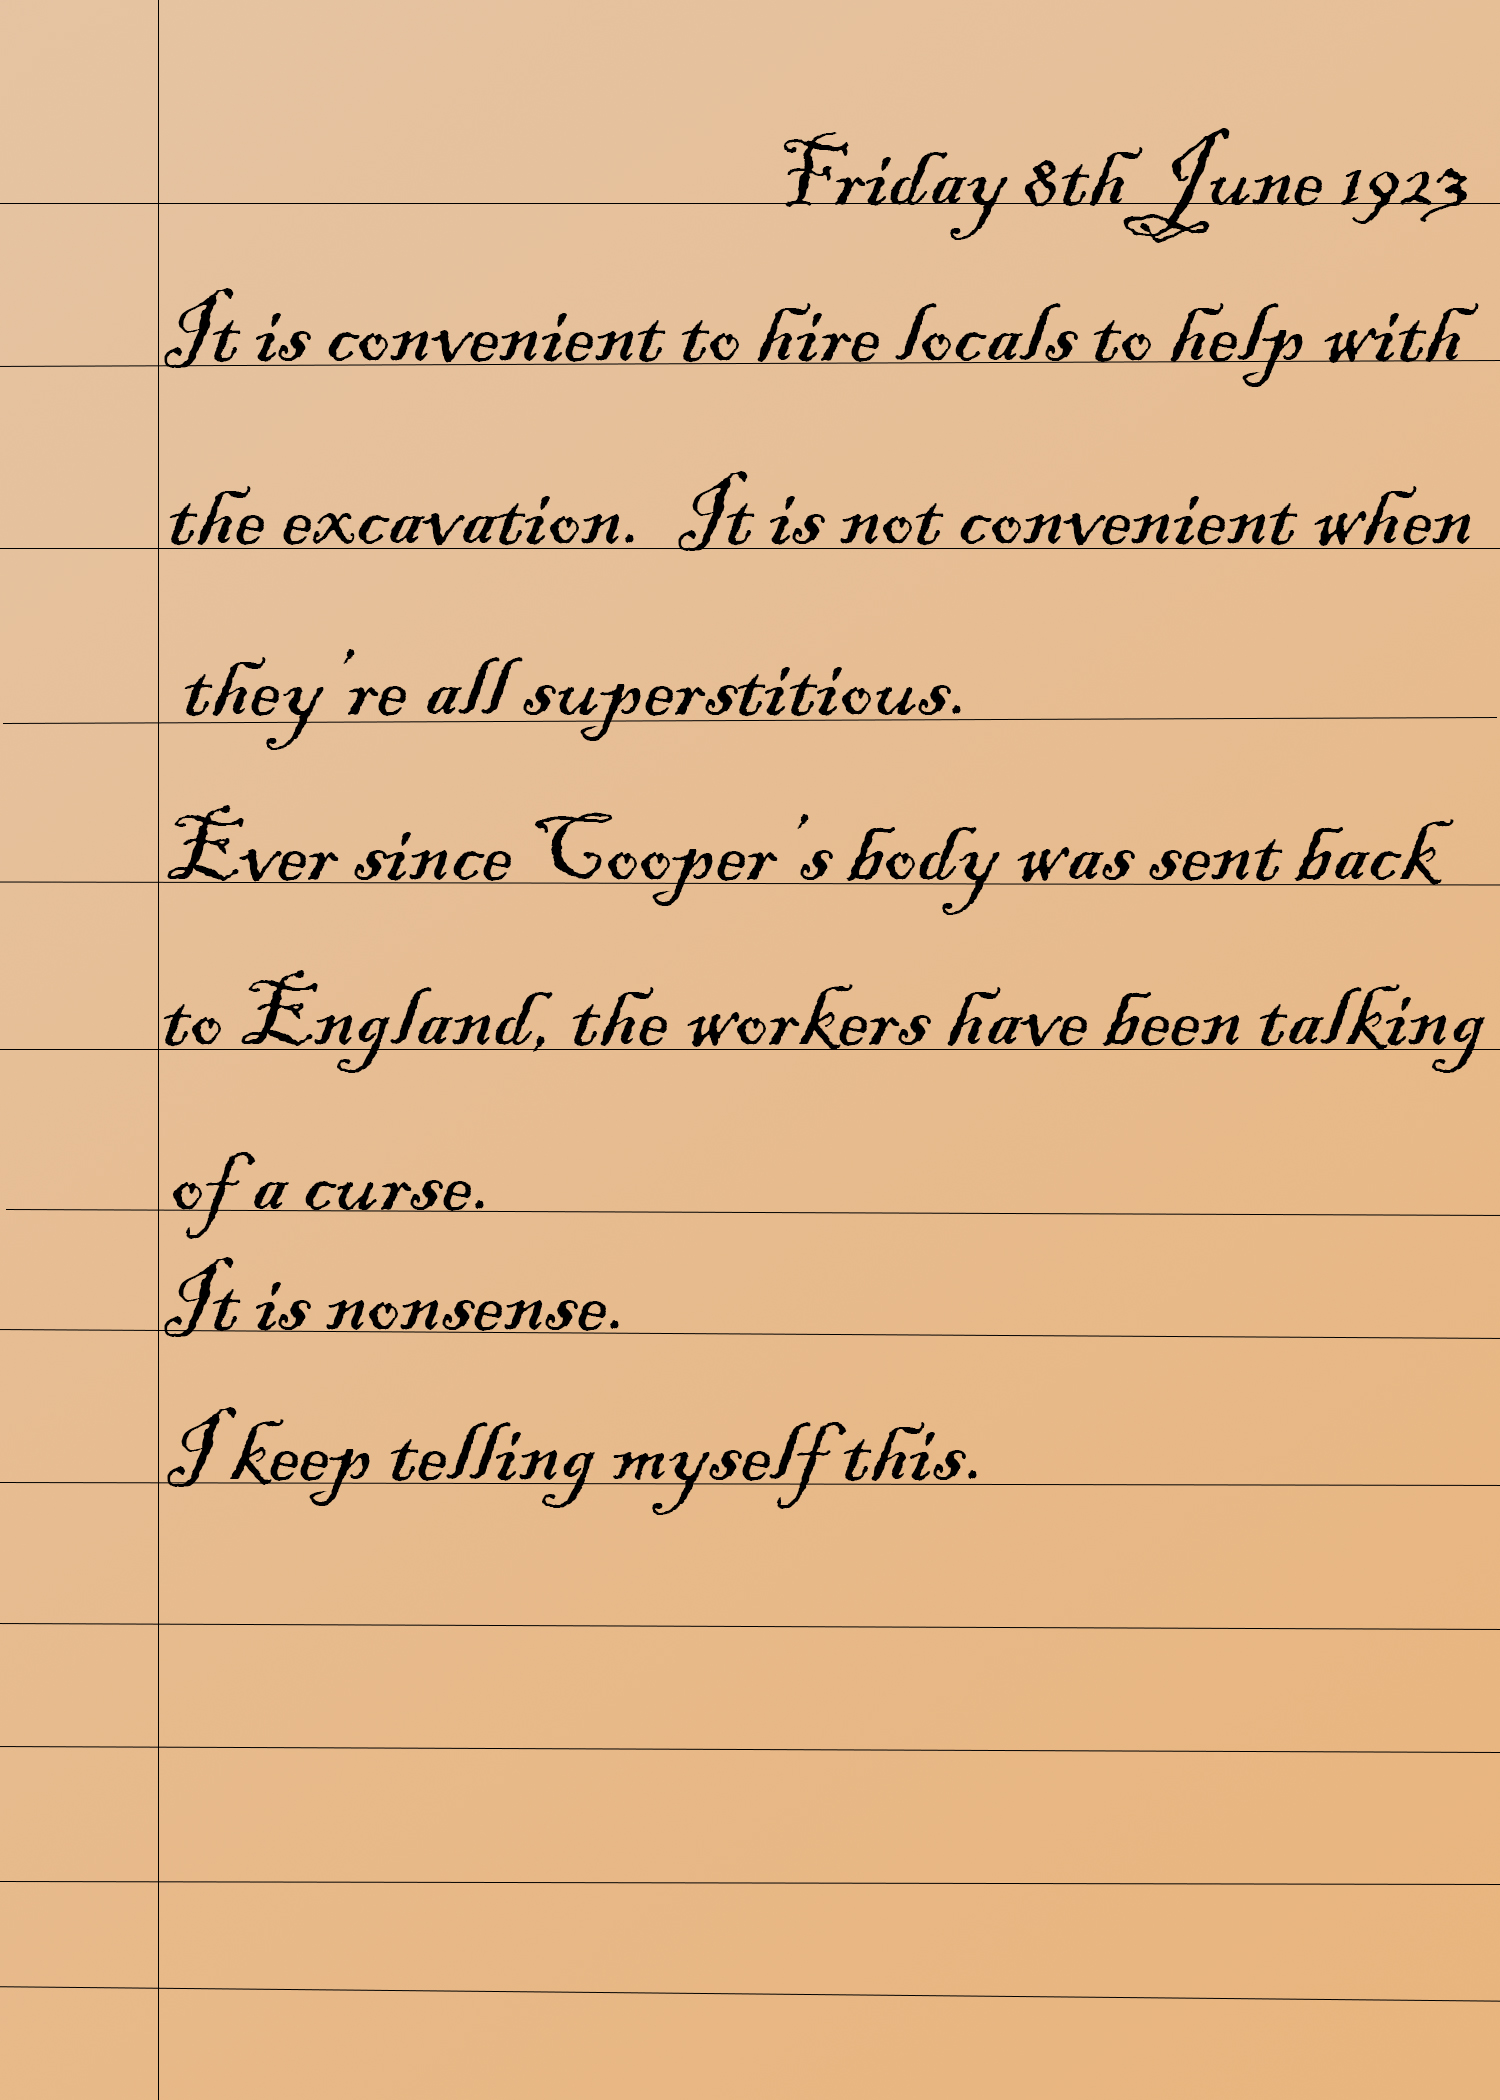 Friday 8th June 1923
It is convenient to hire locals to help with
the excavation. It is not convenient when
they're all superstitious.
Ever since Cooper's body was sent back
to England, the workers have been talking
of a curse.
It is nonsense.
I keep telling myself this.